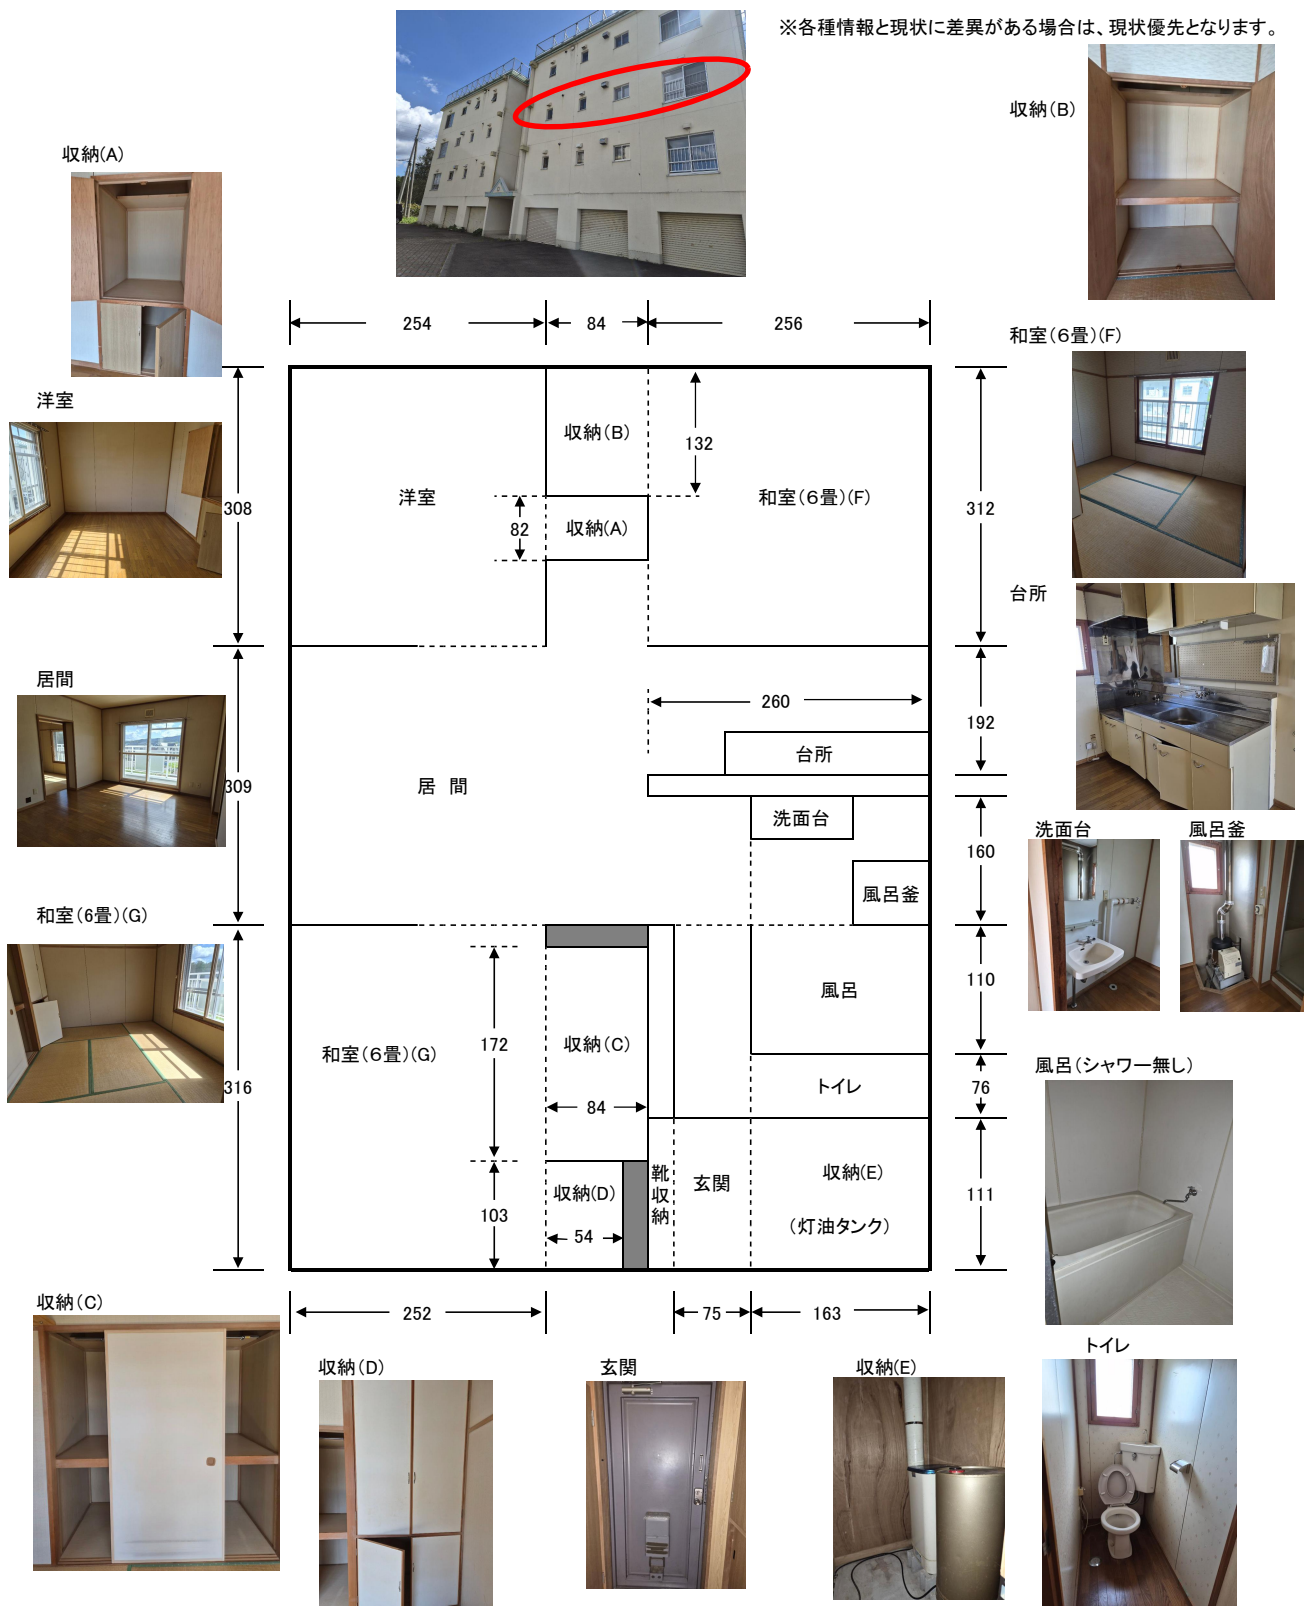 ※各種情報と現状に差異がある場合は、現状優先となります。
収納(B)
収納(A)
254
84
256
和室(6畳)(F)
洋室
収納(B)
132
洋室
和室(6畳)(F)
308
82
収納(A)
312
台所
居間
260
192
台所
309
居 間
洗面台
洗面台
風呂釜
160
風呂釜
和室(6畳)(G)
風呂
110
和室(6畳)(G)
172
収納(C)
風呂(シャワー無し)
316
トイレ
76
84
靴収納
玄関
収納(E)
収納(D)
111
103
54
(灯油タンク)
収納(C)
252
75
163
収納(D)
玄関
収納(E)
トイレ